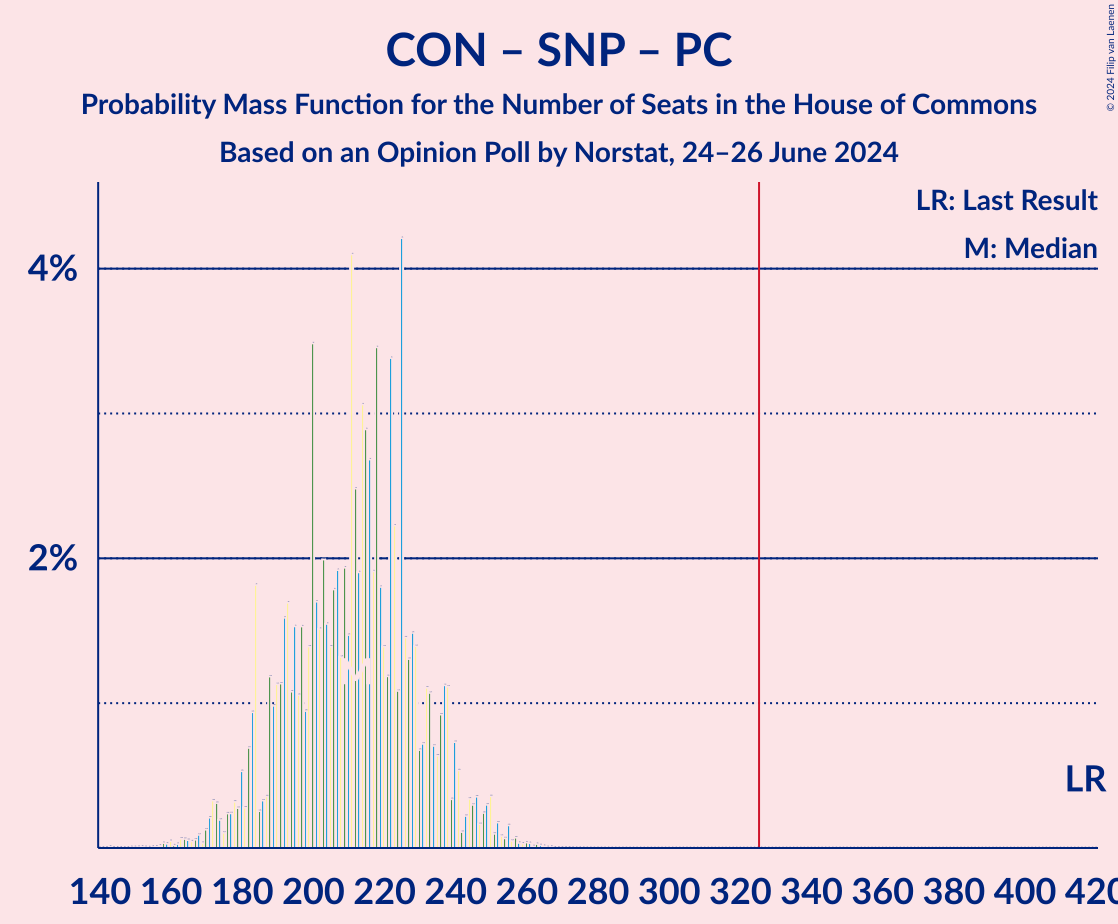 CON – SNP – PC
Probability Mass Function for the Number of Seats in the House of Commons
Based on an Opinion Poll by Norstat, 24–26 June 2024
© 2024 Filip van Laenen
LR: Last Result
M: Median
4%
2%
LR
140 160 180 200 220 240 260 280 300 320 340 360 380 400 420